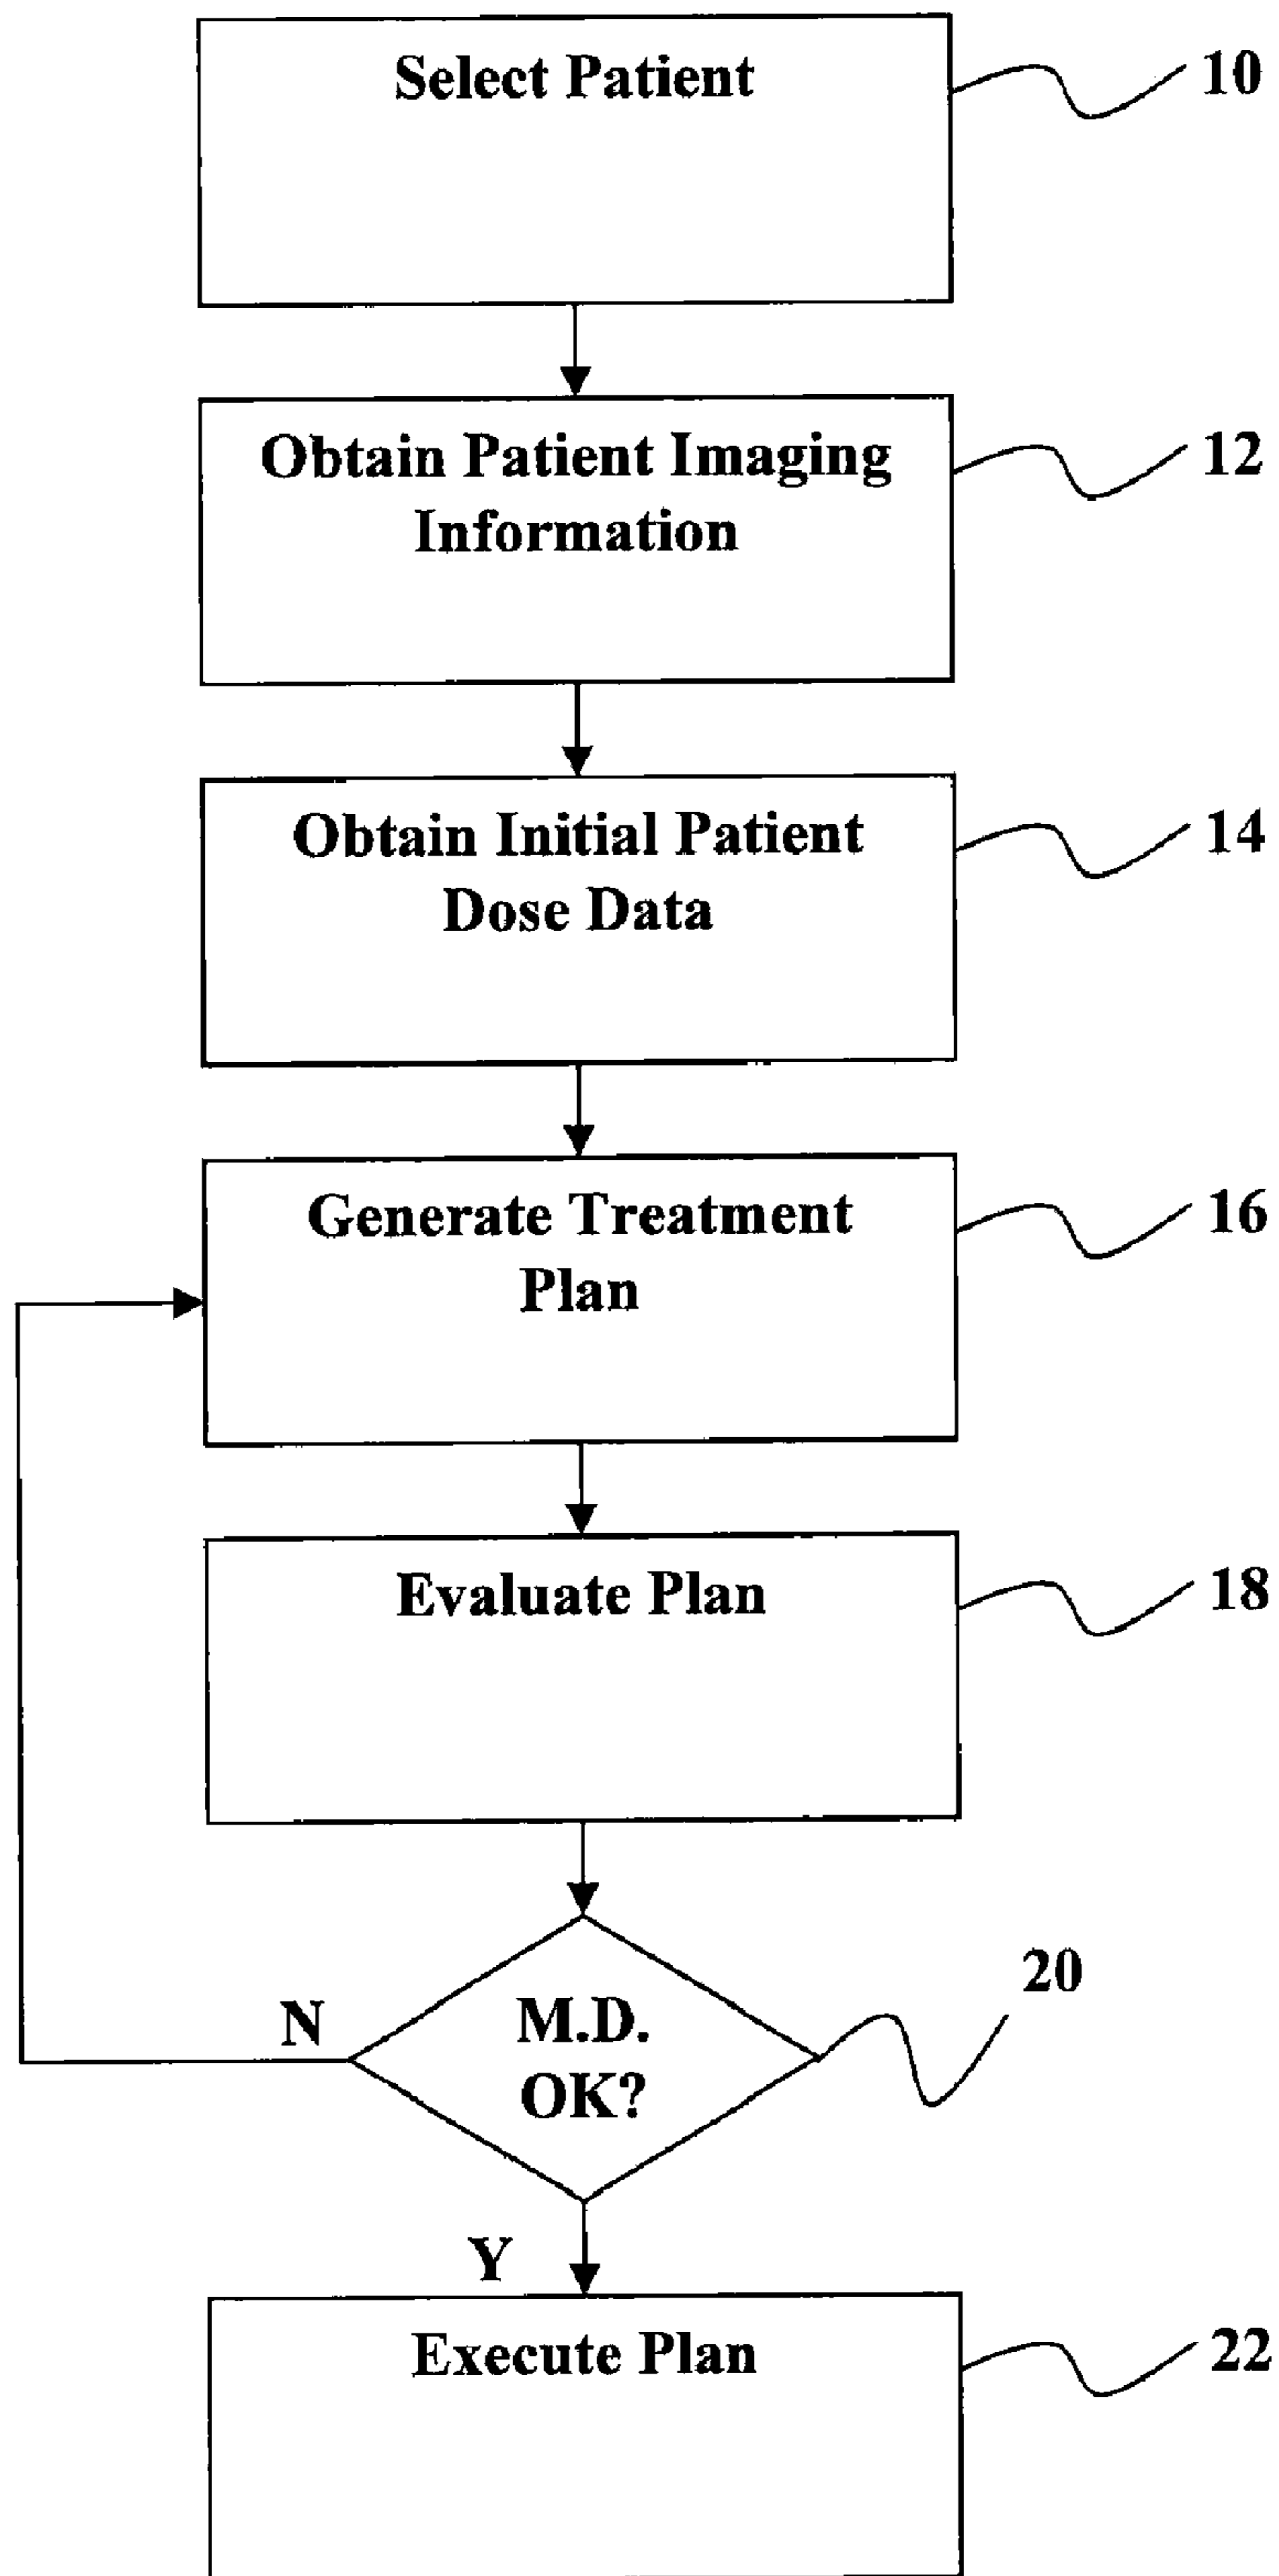 Select Patient
10
Obtain Patient Imaging
Information
12
Obtain Initial Patient
Dose Data
14
Generate Treatment
Plan
16
Evaluate Plan
18
M.D.
OK?
20
N
Y
Execute Plan
22